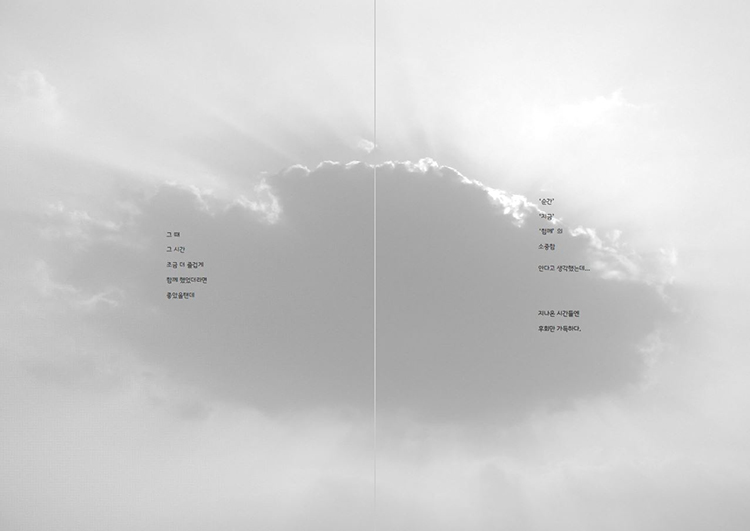 그 때
그 시간
조금 더 즐겁게
함께 했었더라면
좋았을텐데
'순간'
'지금'
'함께' 의
소중함
안다고 생각했는데...
지나온 시간들엔
후회만 가득하다.